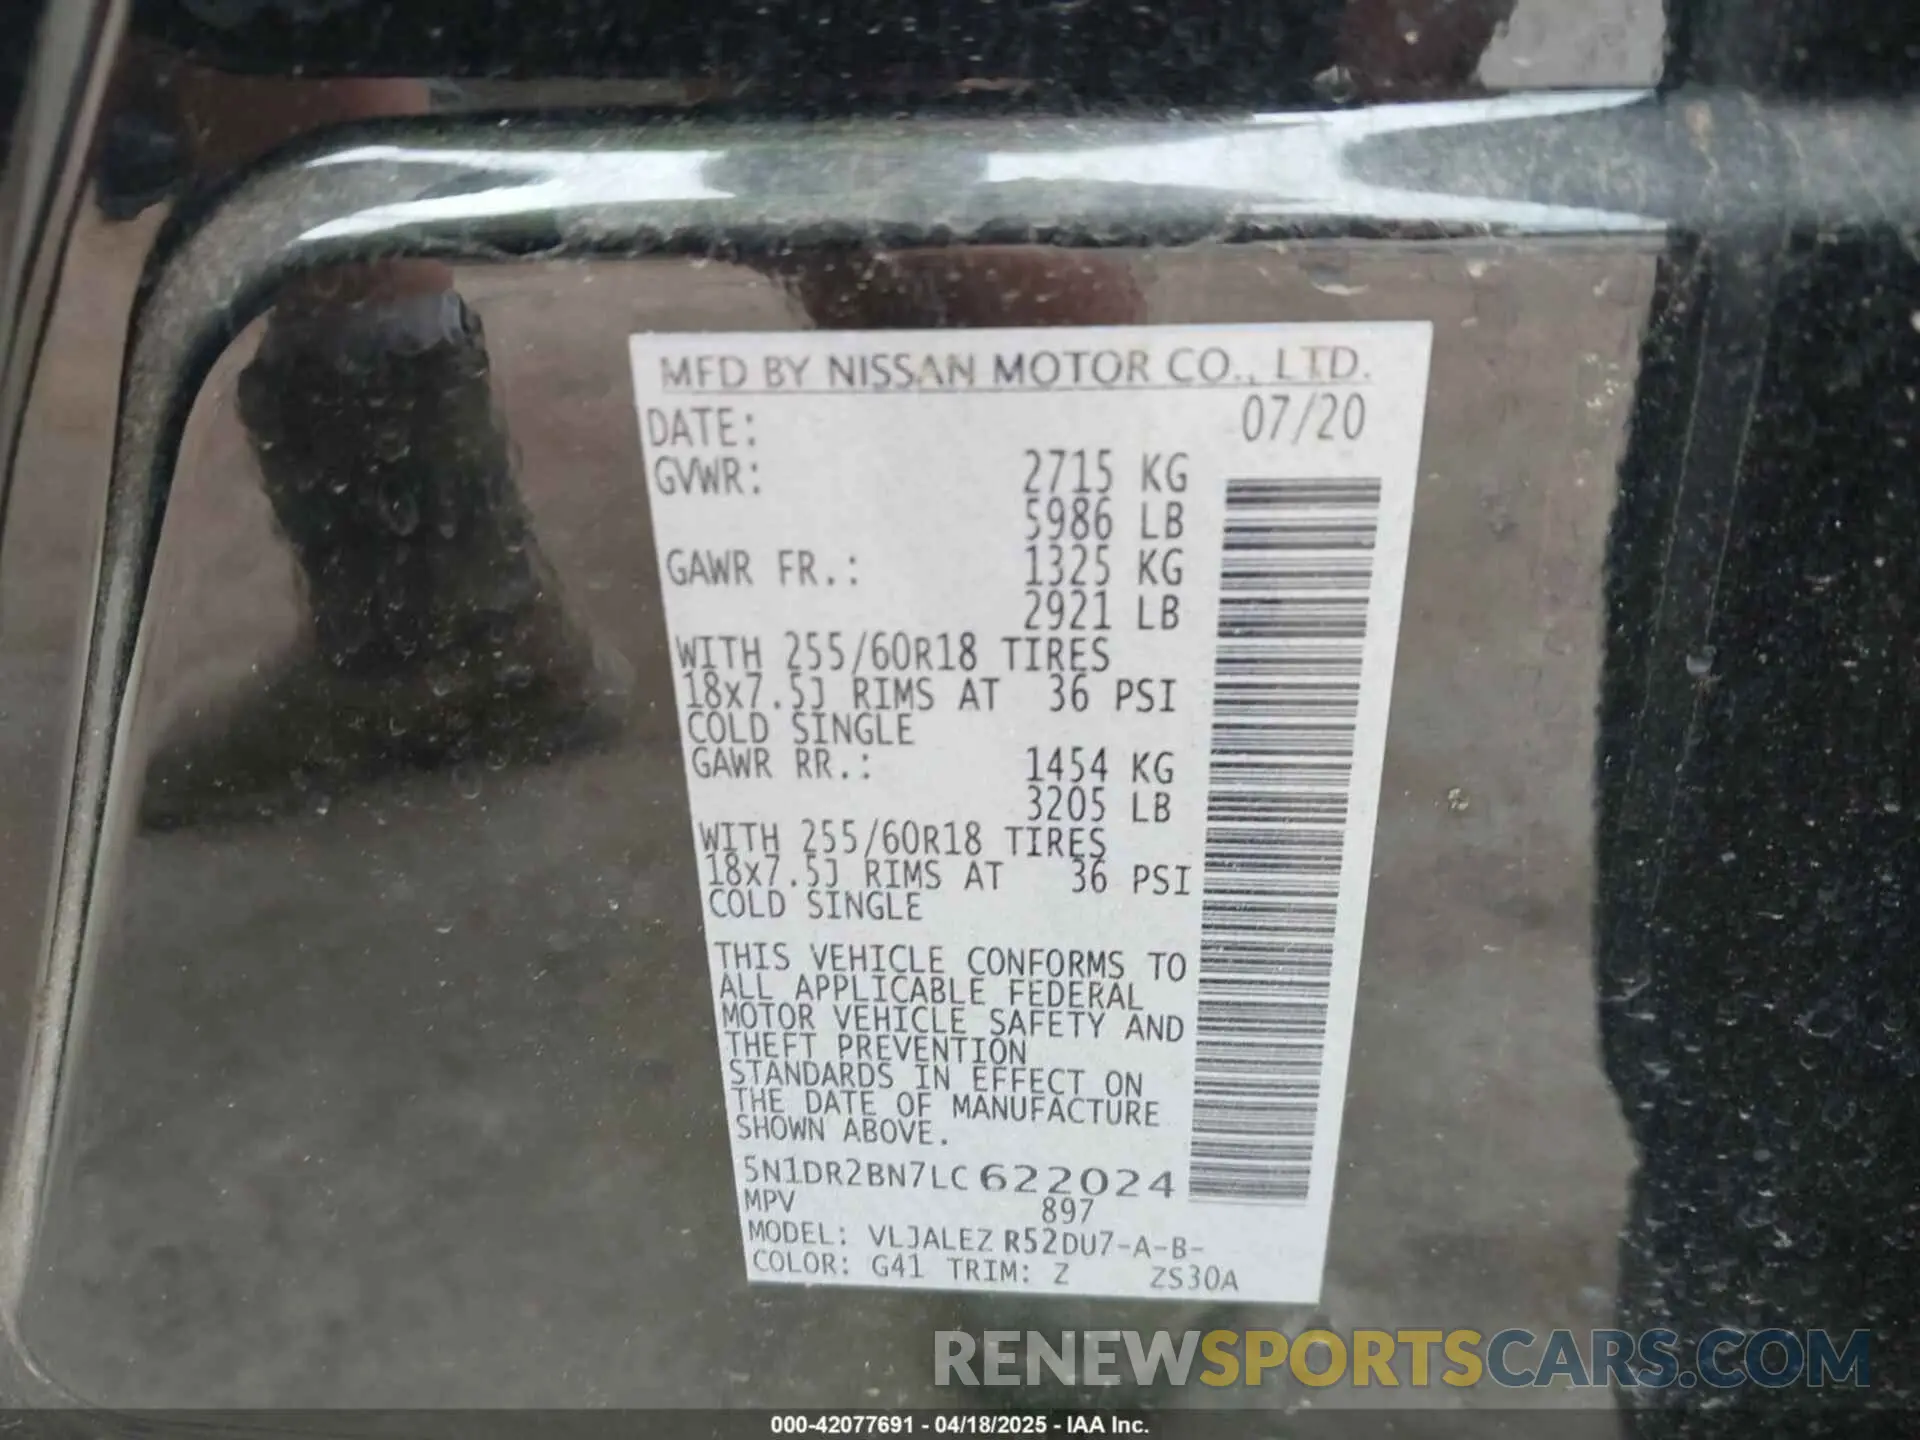 MFD BY NISSAN MOTOR CO., LTD.
DATE: 07/20
GVWR: 2715 KG
5986 LB
GAWR FR.: 1325 KG
2921 LB
WITH 255/60R18 TIRES
18x7.5J RIMS AT 36 PSI
COLD SINGLE
GAWR RR.: 1454 KG
3205 LB
WITH 255/60R18 TIRES
18x7.5J RIMS AT 36 PSI
COLD SINGLE
THIS VEHICLE CONFORMS TO
ALL APPLICABLE FEDERAL
MOTOR VEHICLE SAFETY AND
THEFT PREVENTION
STANDARDS IN EFFECT ON
THE DATE OF MANUFACTURE
SHOWN ABOVE.
5N1DR2BN7LC622024
MPV 897
MODEL: VLJALEZ R52DU7-A-B-
COLOR: G41 TRIM: Z ZS30A
RENEWSPORTSCARS.COM
000-42077691 - 04/18/2025 - IAA Inc.